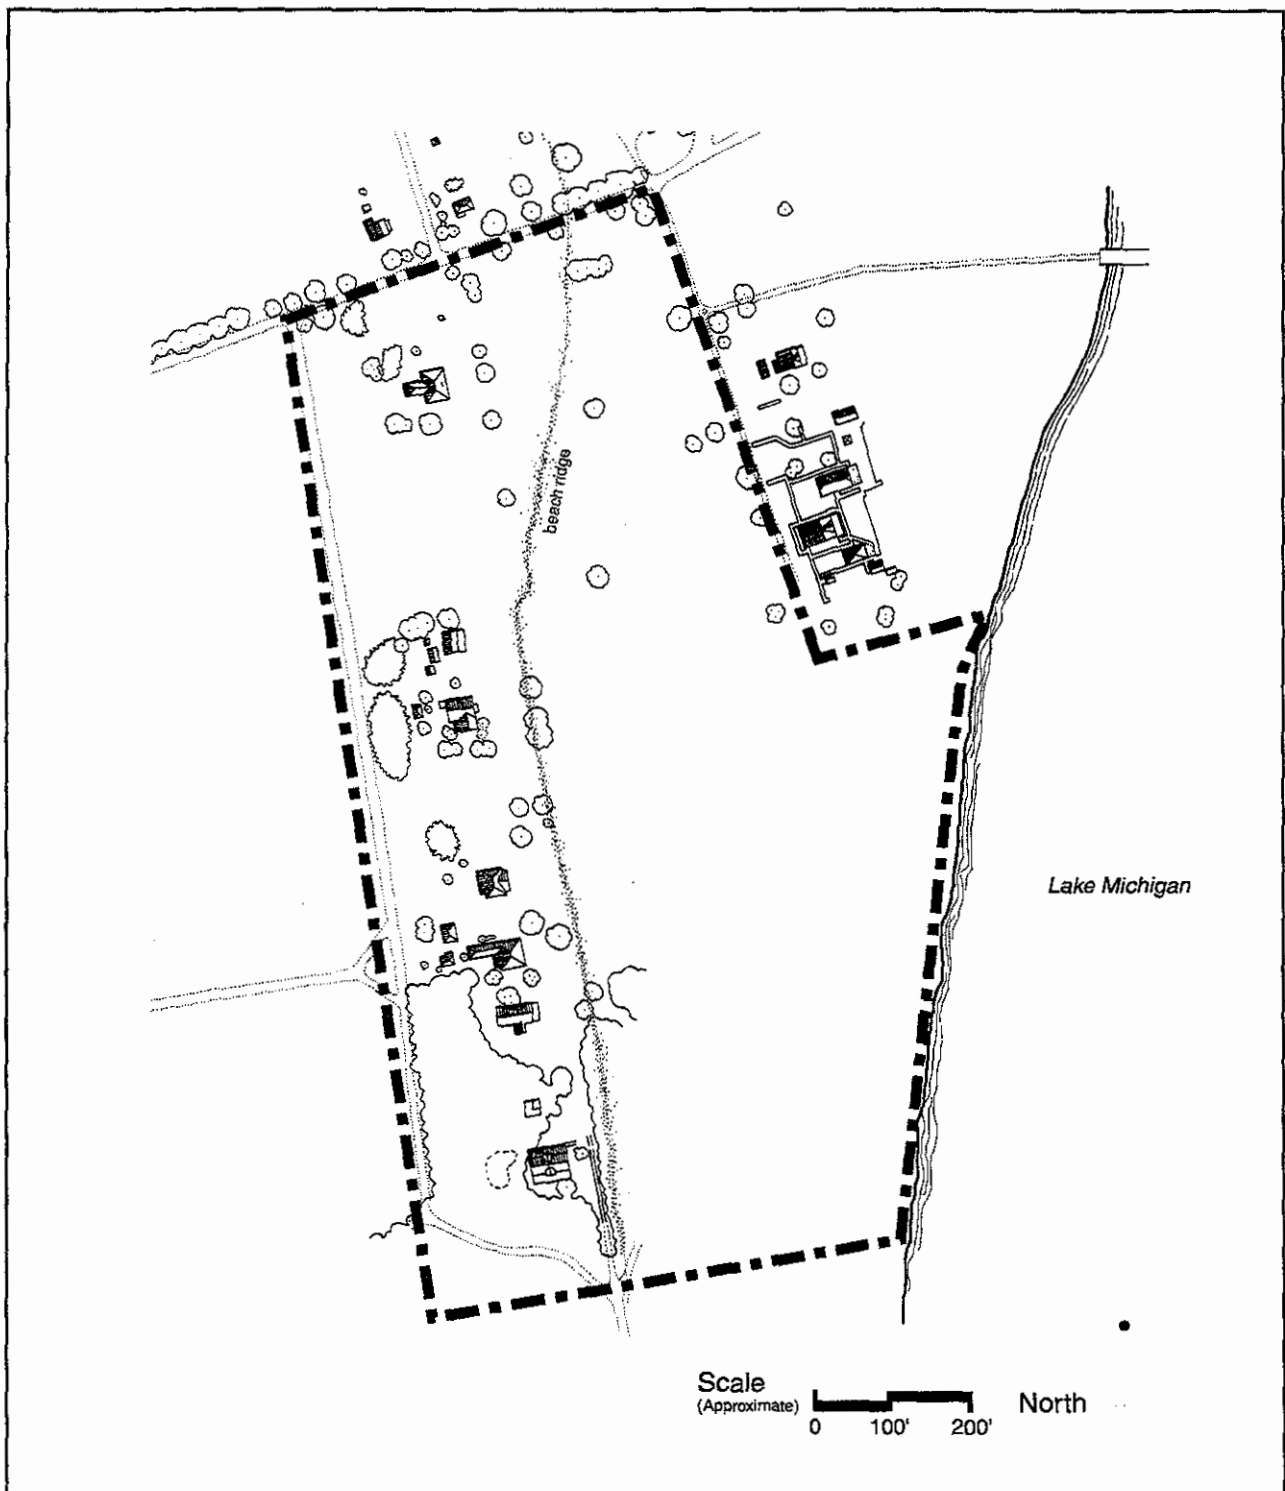 beach ridge
Lake Michigan
Scale
(Approximate)
North
0 100' 200'